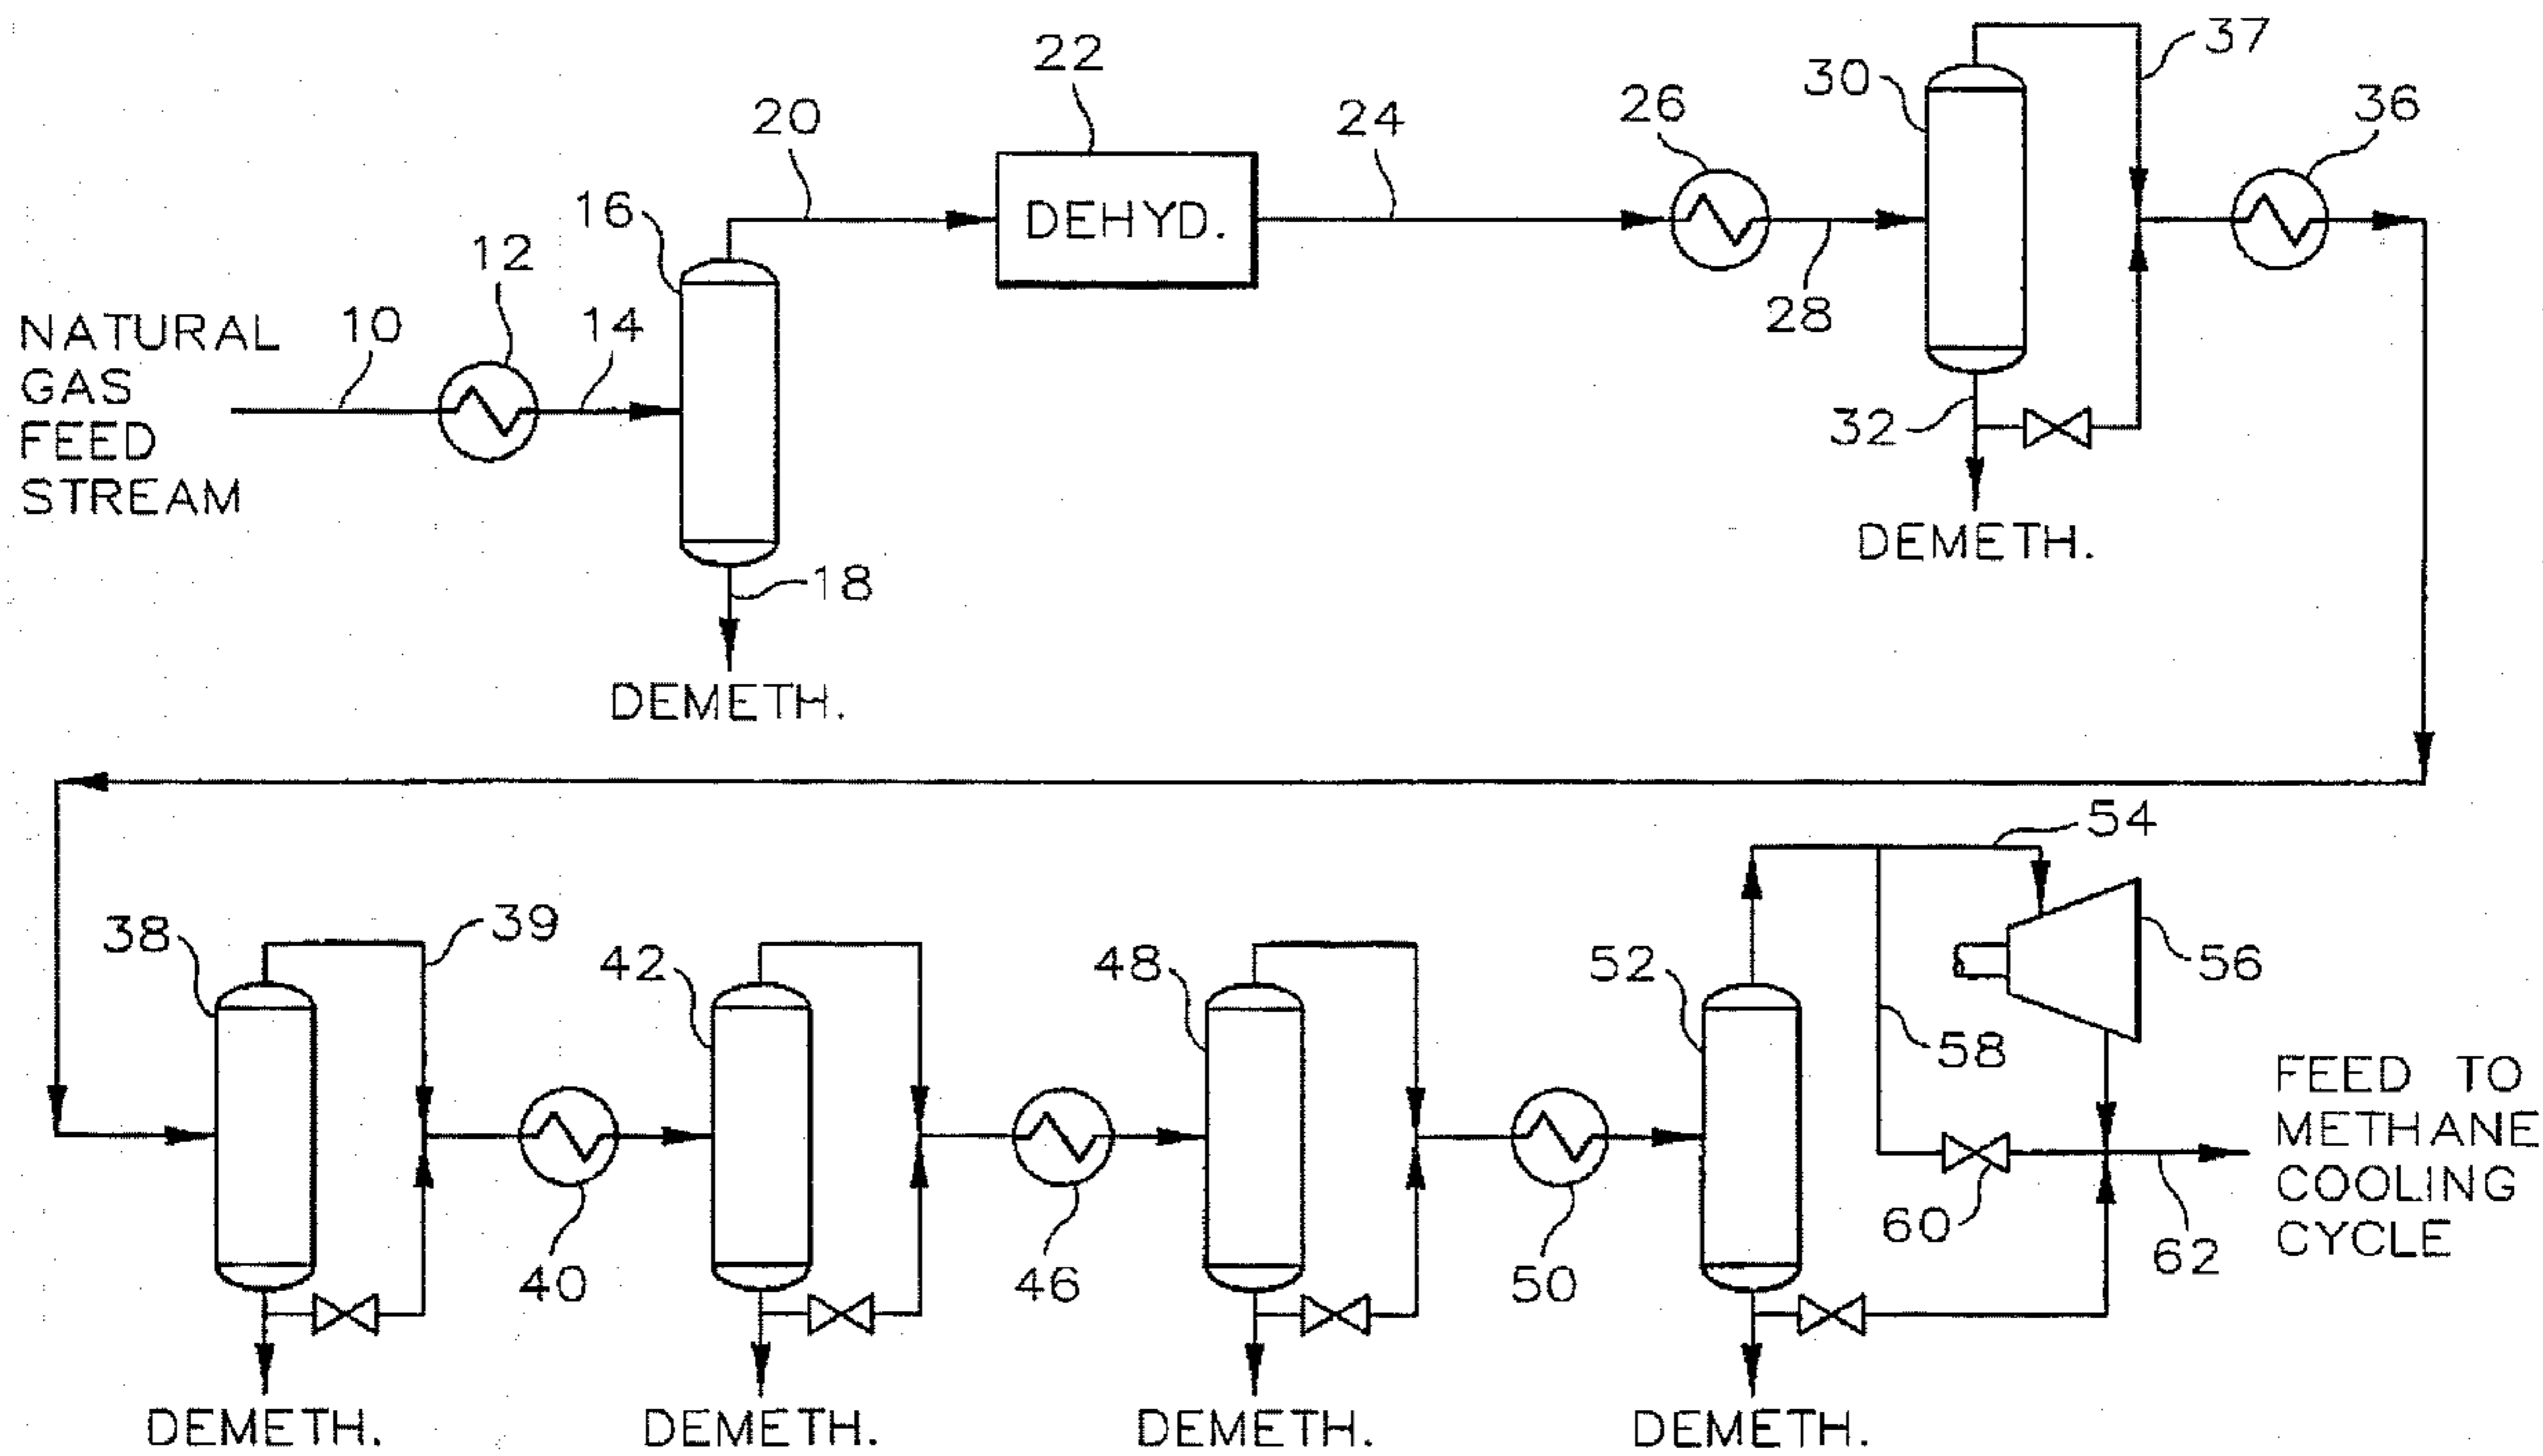 37
22
30
36
20
24
26
16
DEHYD.
12
NATURAL
GAS
FEED
STREAM
10
14
28
32
DEMETH.
18
DEMETH.
54
38
39
42
48
52
56
58
FEED TO
METHANE
COOLING
CYCLE
40
46
50
60
62
DEMETH.
DEMETH.
DEMETH.
DEMETH.